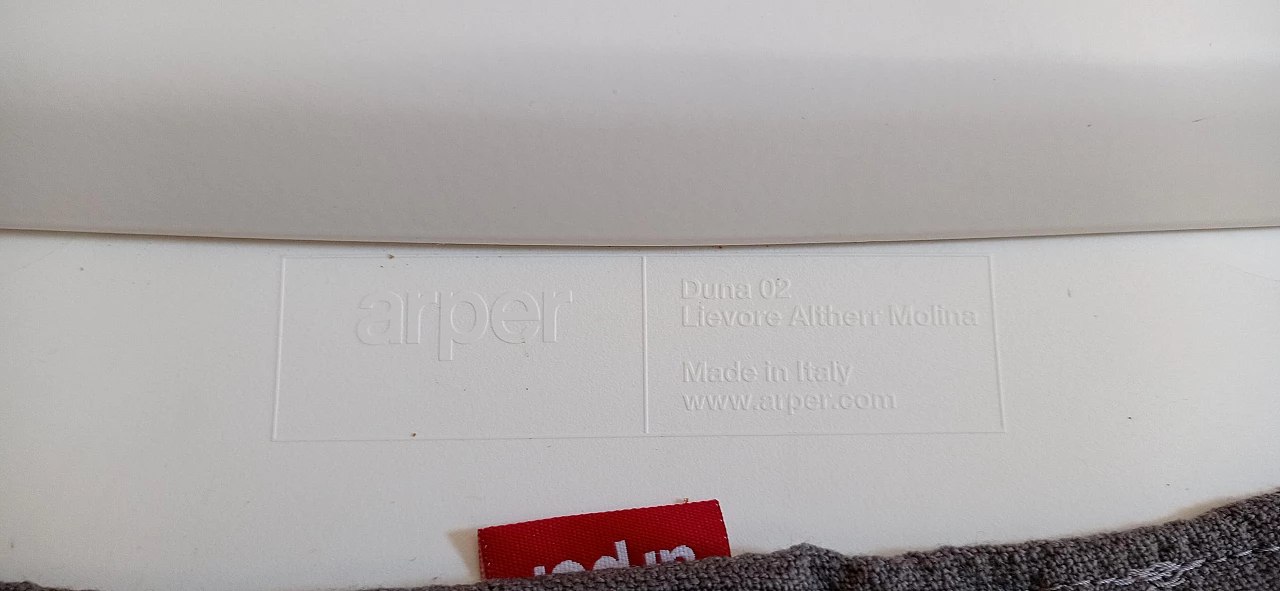 arper
Duna 02
Lievore Altherr Molina
Made in Italy
www.arper.com